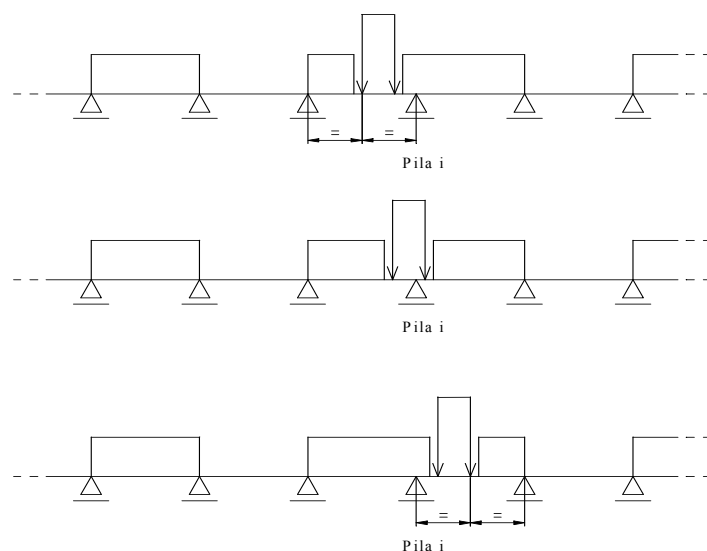 = =
Pila i
Pila i
= =
Pila i